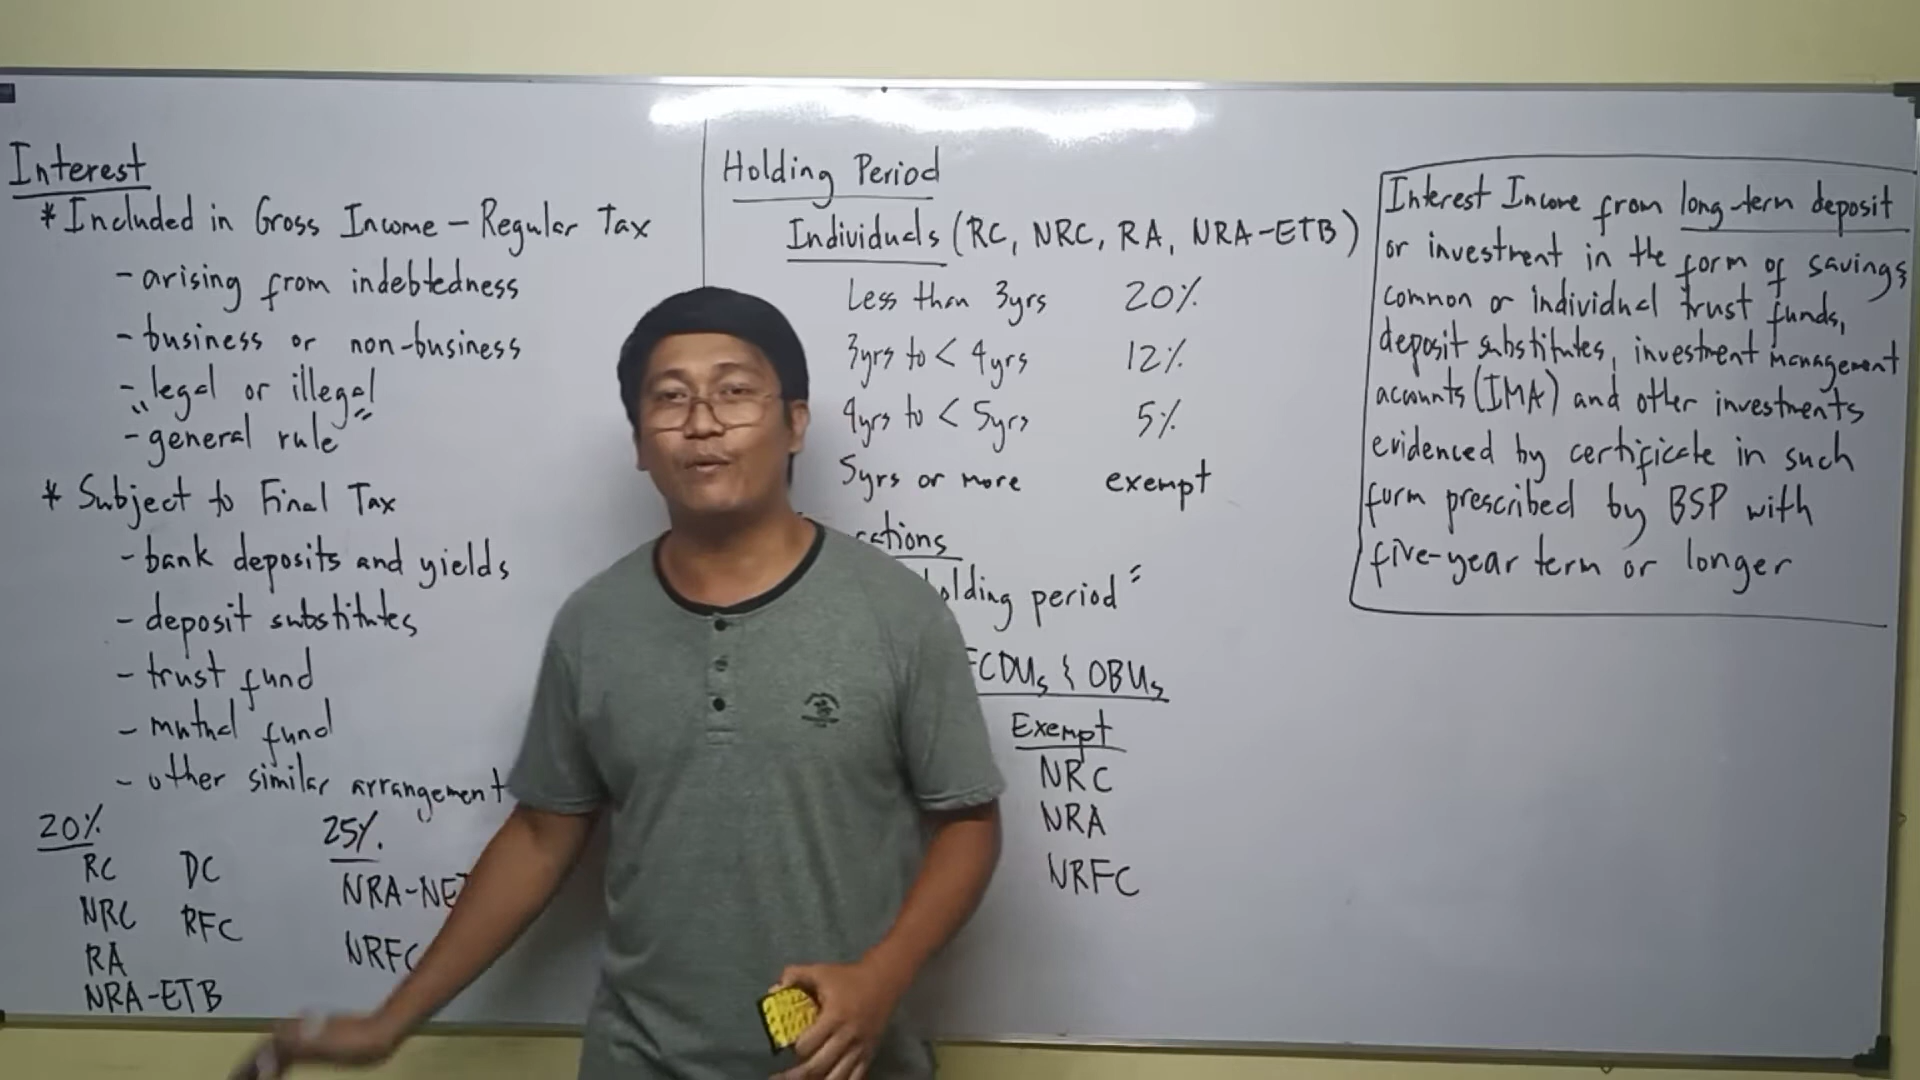 Interest
* Included in Gross Income - Regular Tax
- arising from indebtedness
- business or non-business
- legal or illegal
- "general rule"
* Subject to Final Tax
- bank deposits and yields
- deposit substitutes
- trust fund
- mutual fund
- other similar arrangement
20%
RC DC
NRC RFC
RA
NRA-ETB
25%.
NRFC
Holding Period
Individuals (RC, NRC, RA, NRA-ETB)
Less than 3yrs 20%
3yrs to < 4yrs 12%
4yrs to < 5yrs 5%
5yrs or more exempt
period"
& OBUs
Exempt
NRC
NRA
NRFC
Interest Income from long-term deposit
or investment in the form of savings
common or individual trust funds,
deposit substitutes, investment management
accounts (IMA) and other investments
evidenced by certificate in such
form prescribed by BSP with
five-year term or longer